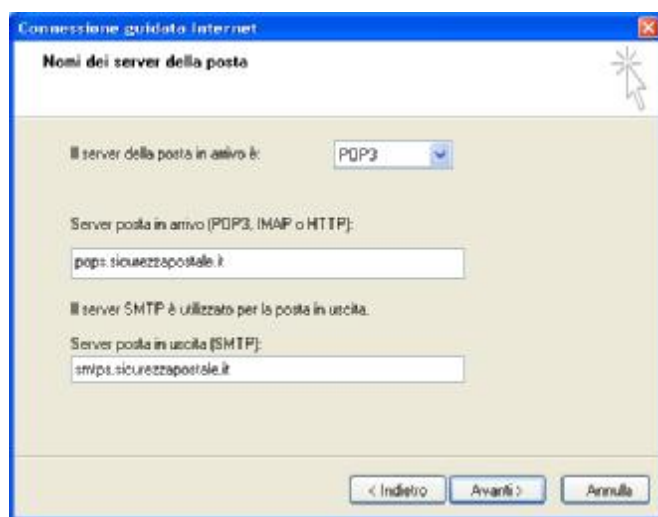 Connessione guidata Internet
Nomi dei server della posta
Il server della posta in arrivo è:
POP3
Server posta in arrivo (POP3, IMAP o HTTP):
pops.sicurezzapostale.it
Il server SMTP è utilizzato per la posta in uscita.
Server posta in uscita (SMTP):
smtps.sicurezzapostale.it
< Indietro
Avanti >
Annulla